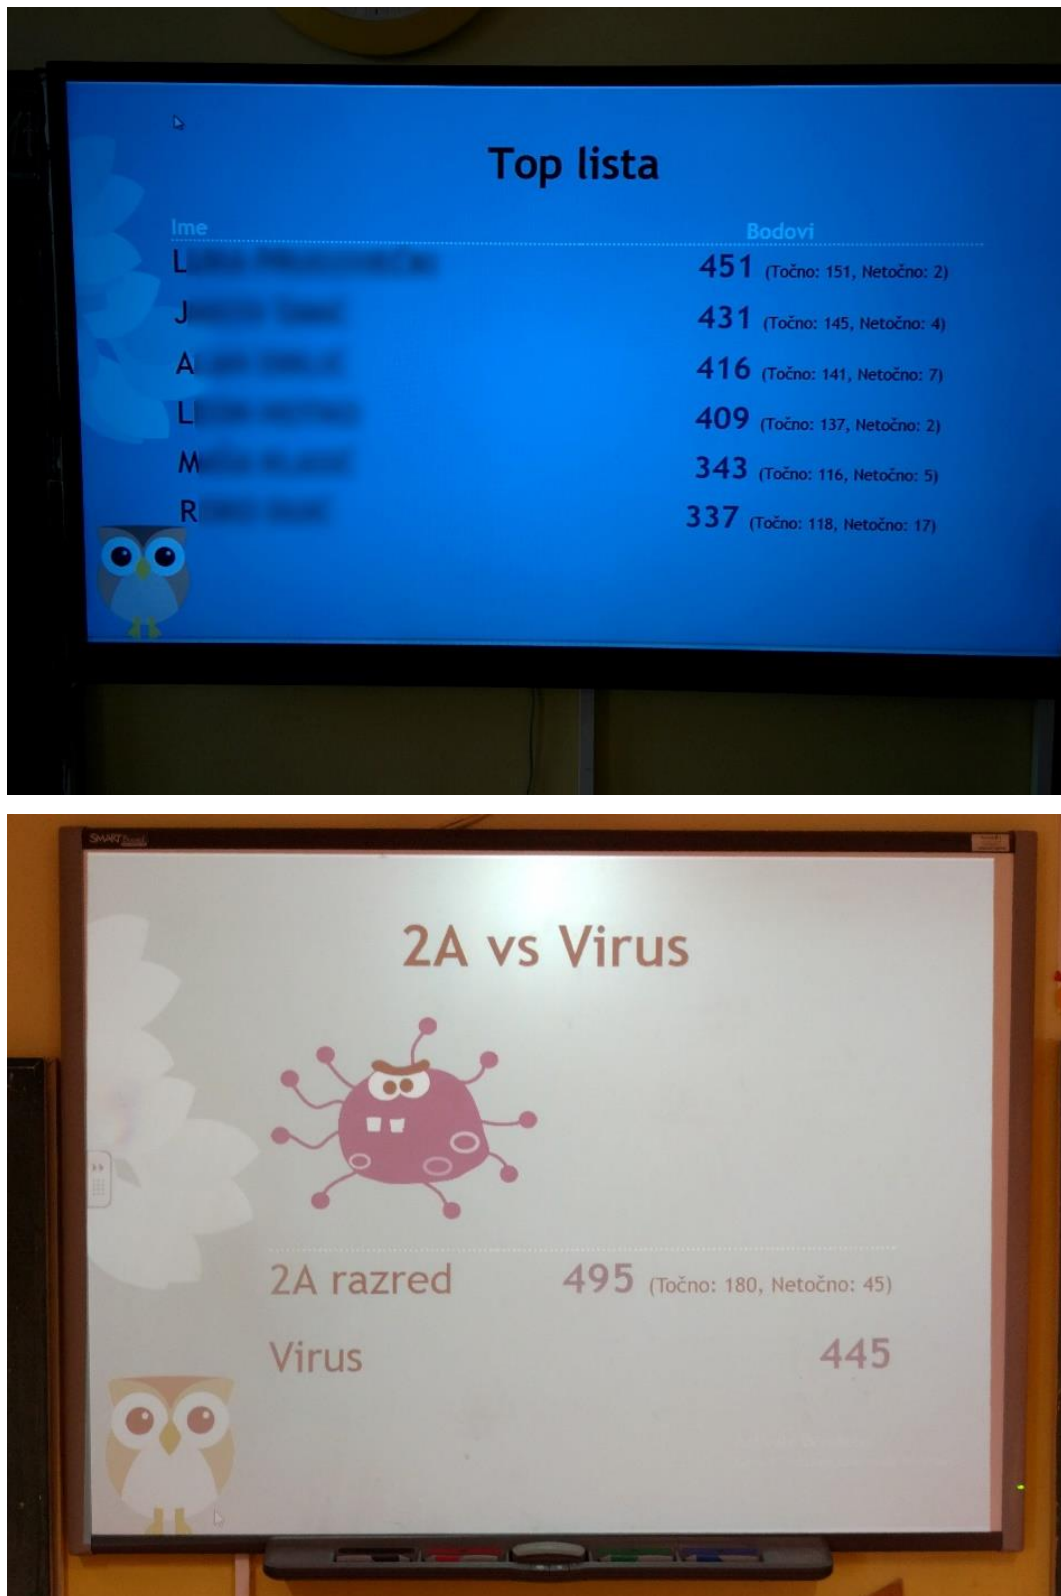 Top lista
Ime Bodovi
L 451 (Točno: 151, Netočno: 2)
J 431 (Točno: 145, Netočno: 4)
A 416 (Točno: 141, Netočno: 7)
L 409 (Točno: 137, Netočno: 2)
M 343 (Točno: 116, Netočno: 5)
R 337 (Točno: 118, Netočno: 17)
SMART Board
2A vs Virus
2A razred 495 (Točno: 180, Netočno: 45)
Virus 445